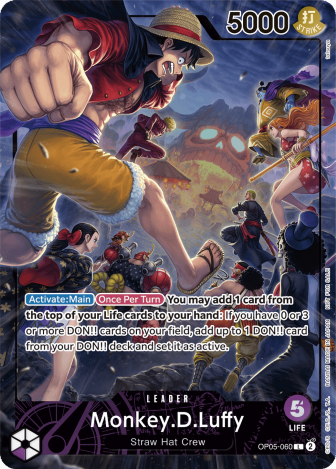 5000
打
STRIKE
Activate:Main Once Per Turn You may add 1 card from
the top of your Life cards to your hand: If you have 0 or 3
or more DON!! cards on your field, add up to 1 DON!! card
from your DON!! deck and set it as active.
LEADER
Monkey.D.Luffy
5
LIFE
Straw Hat Crew
OP05-060 L 2